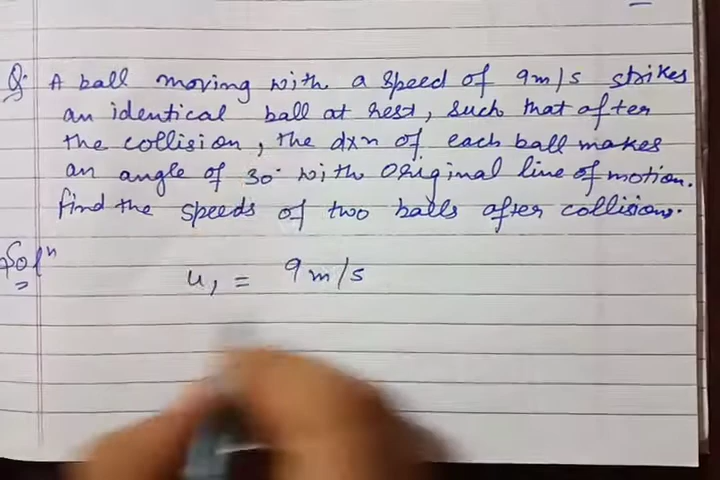 Q. A ball moving with a speed of 9m/s strikes
an identical ball at rest, such that after
the collision, the dxn of each ball makes
an angle of 30° with original line of motion.
find the speeds of two balls after collision.
Solⁿ
u₁ = 9m/s